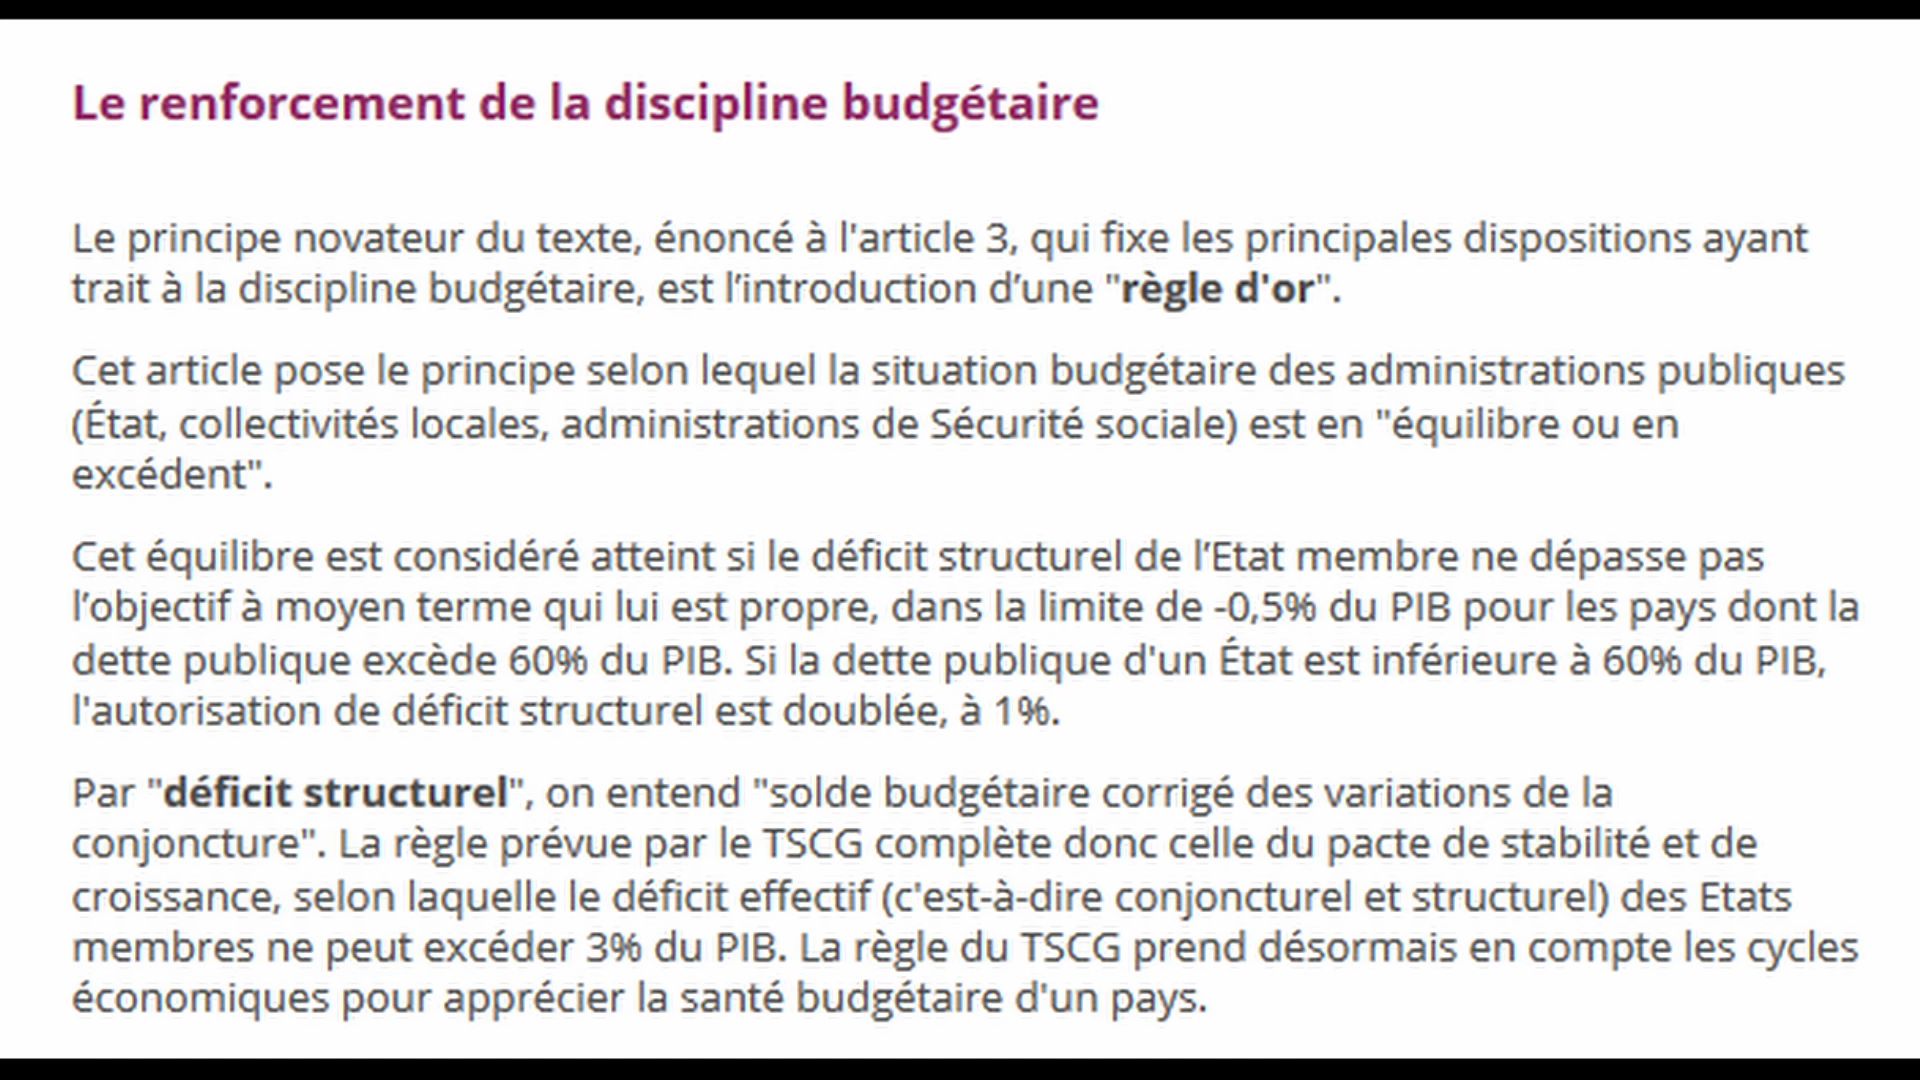 Le renforcement de la discipline budgétaire
Le principe novateur du texte, énoncé à l'article 3, qui fixe les principales dispositions ayant
trait à la discipline budgétaire, est l’introduction d’une "règle d'or".
Cet article pose le principe selon lequel la situation budgétaire des administrations publiques
(État, collectivités locales, administrations de Sécurité sociale) est en "équilibre ou en
excédent".
Cet équilibre est considéré atteint si le déficit structurel de l’Etat membre ne dépasse pas
l’objectif à moyen terme qui lui est propre, dans la limite de -0,5% du PIB pour les pays dont la
dette publique excède 60% du PIB. Si la dette publique d'un État est inférieure à 60% du PIB,
l'autorisation de déficit structurel est doublée, à 1%.
Par "déficit structurel", on entend "solde budgétaire corrigé des variations de la
conjoncture". La règle prévue par le TSCG complète donc celle du pacte de stabilité et de
croissance, selon laquelle le déficit effectif (c'est-à-dire conjoncturel et structurel) des Etats
membres ne peut excéder 3% du PIB. La règle du TSCG prend désormais en compte les cycles
économiques pour apprécier la santé budgétaire d'un pays.